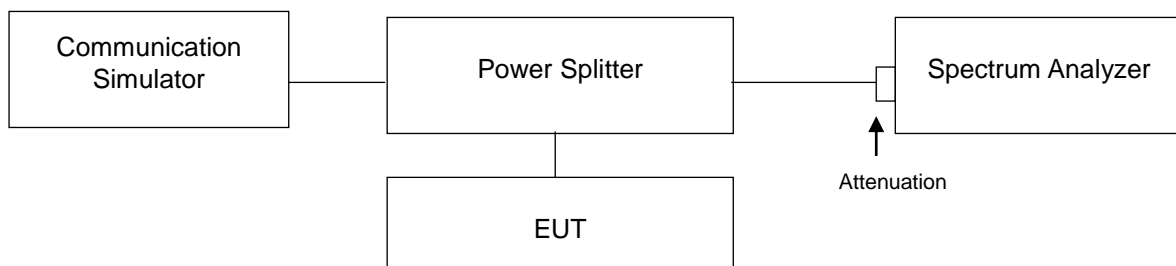 Communication
Simulator
Power Splitter
Spectrum Analyzer
Attenuation
EUT